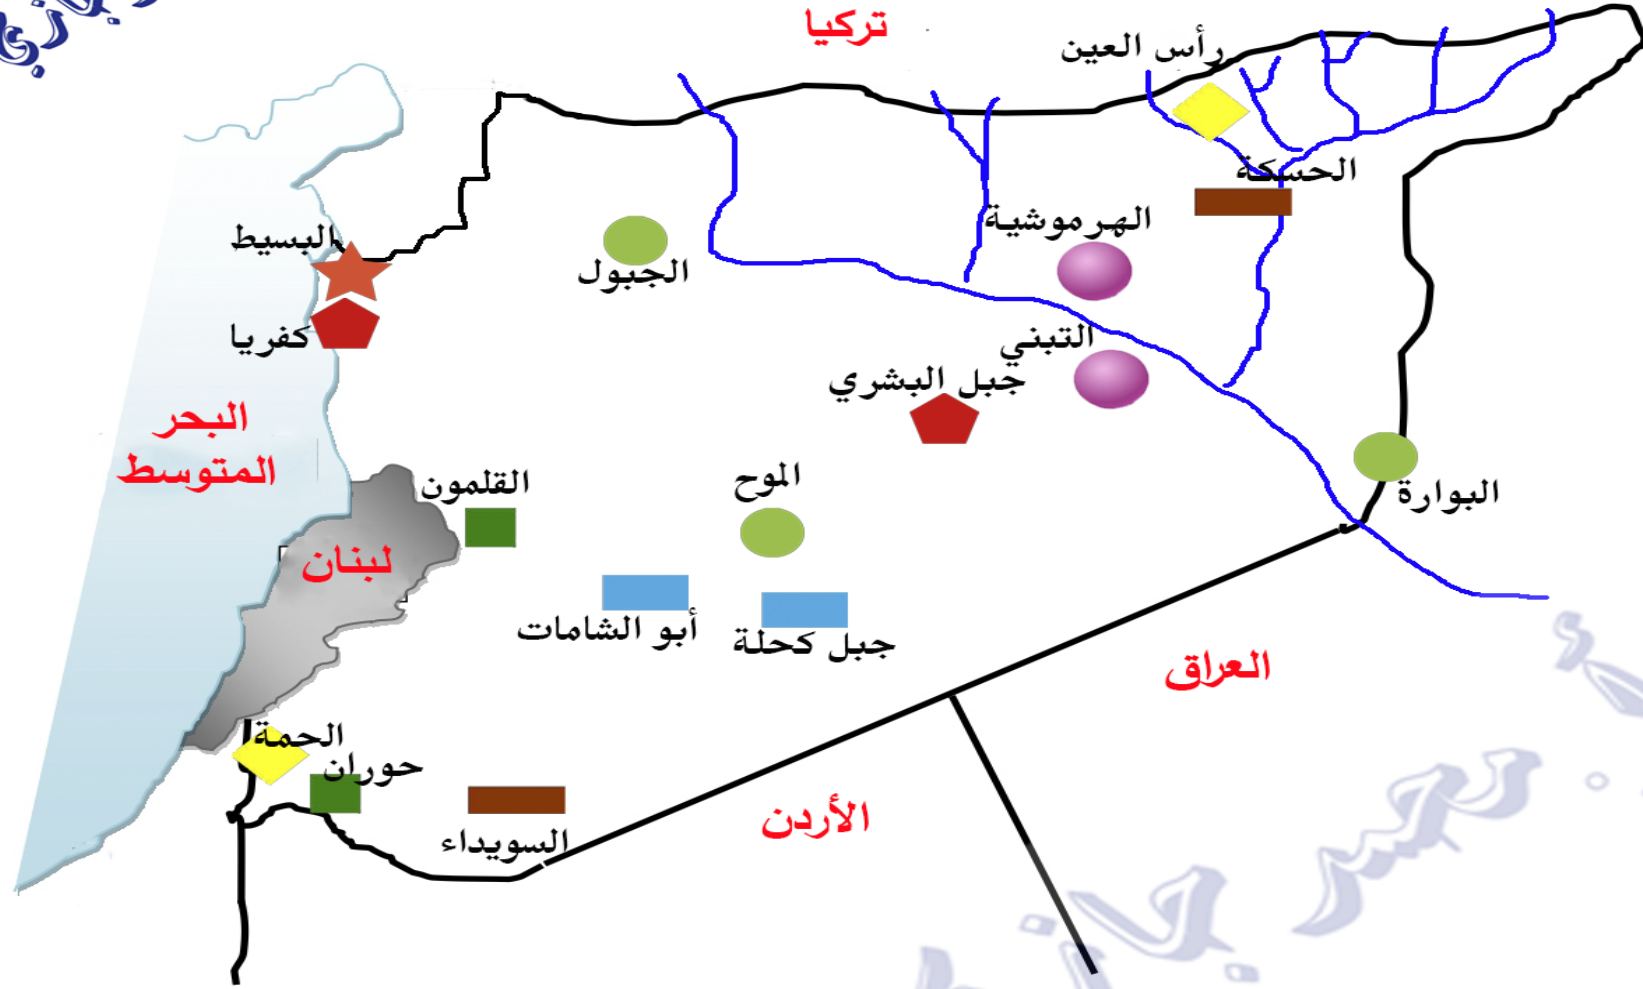 تركيا
رأس العين
الحسكة
الهرموشية
البسيط
الجبول
كفريا
التبني
جبل البشري
البحر
المتوسط
القلمون
الموح
البوارة
لبنان
أبو الشامات
جبل كحلة
العراق
الحمة
حوران
الأردن
السويداء